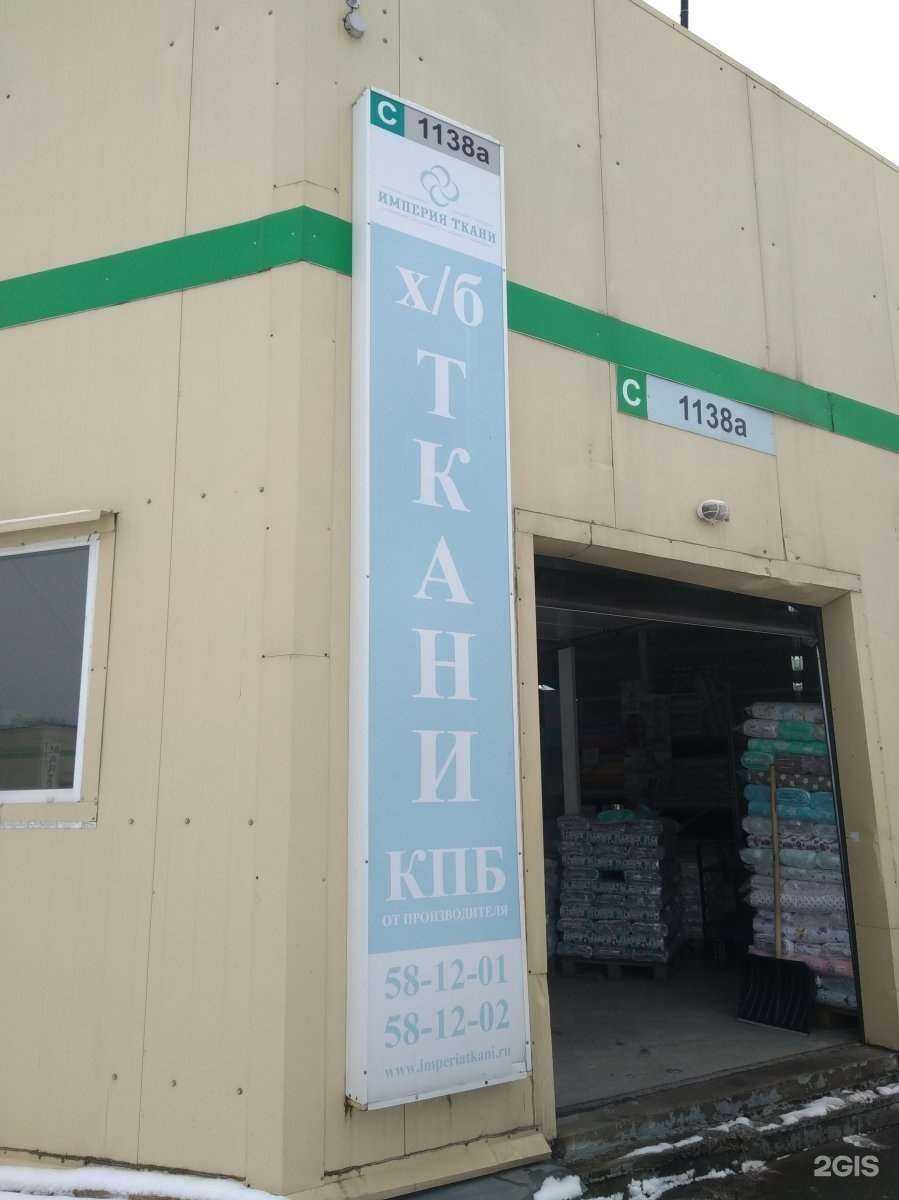 С 1138а
ИМПЕРИЯ ТКАНИ
х/б
ТКАНИ
КПБ
ОТ ПРОИЗВОДИТЕЛЯ
58-12-01
58-12-02
www.imperiatkani.ru
С 1138а
2GIS